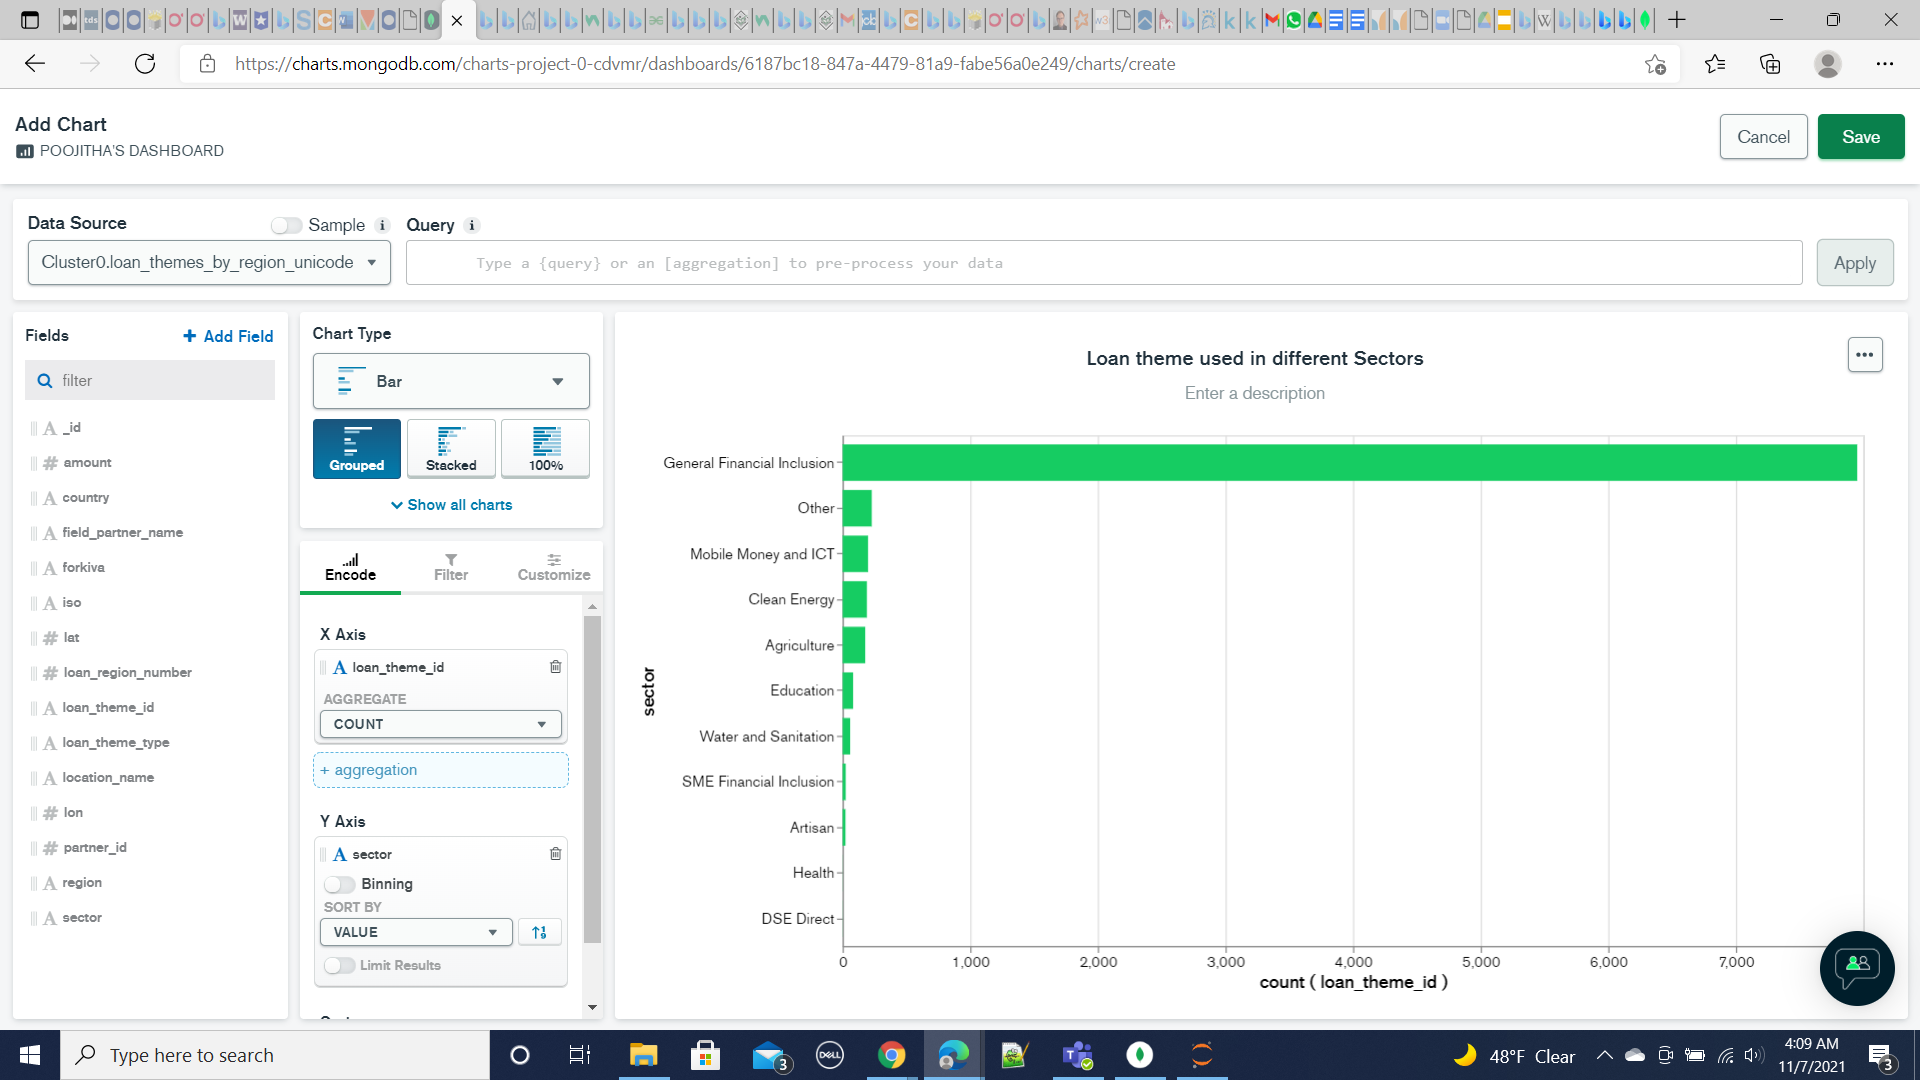 https://charts.mongodb.com/charts-project-0-cdvmr/dashboards/6187bc18-847a-4479-81a9-fabe56a0e249/charts/create
Add Chart
POOJITHA'S DASHBOARD
Cancel
Save
Data Source
Sample
Query
Cluster0.loan_themes_by_region_unicode
Type a {query} or an [aggregation] to pre-process your data
Apply
Fields
+ Add Field
filter
A _id
# amount
A country
A field_partner_name
A forkiva
A iso
# lat
# loan_region_number
A loan_theme_id
A loan_theme_type
A location_name
# lon
# partner_id
A region
A sector
Chart Type
Bar
Grouped
Stacked
100%
Show all charts
Encode
Filter
Customize
X Axis
A loan_theme_id
AGGREGATE
COUNT
+ aggregation
Y Axis
A sector
Binning
SORT BY
VALUE
Limit Results
Loan theme used in different Sectors
Enter a description
sector
General Financial Inclusion
Other
Mobile Money and ICT
Clean Energy
Agriculture
Education
Water and Sanitation
SME Financial Inclusion
Artisan
Health
DSE Direct
0 1,000 2,000 3,000 4,000 5,000 6,000 7,000
count ( loan_theme_id )
Type here to search
3
DELL
48°F Clear
4:09 AM
11/7/2021
3